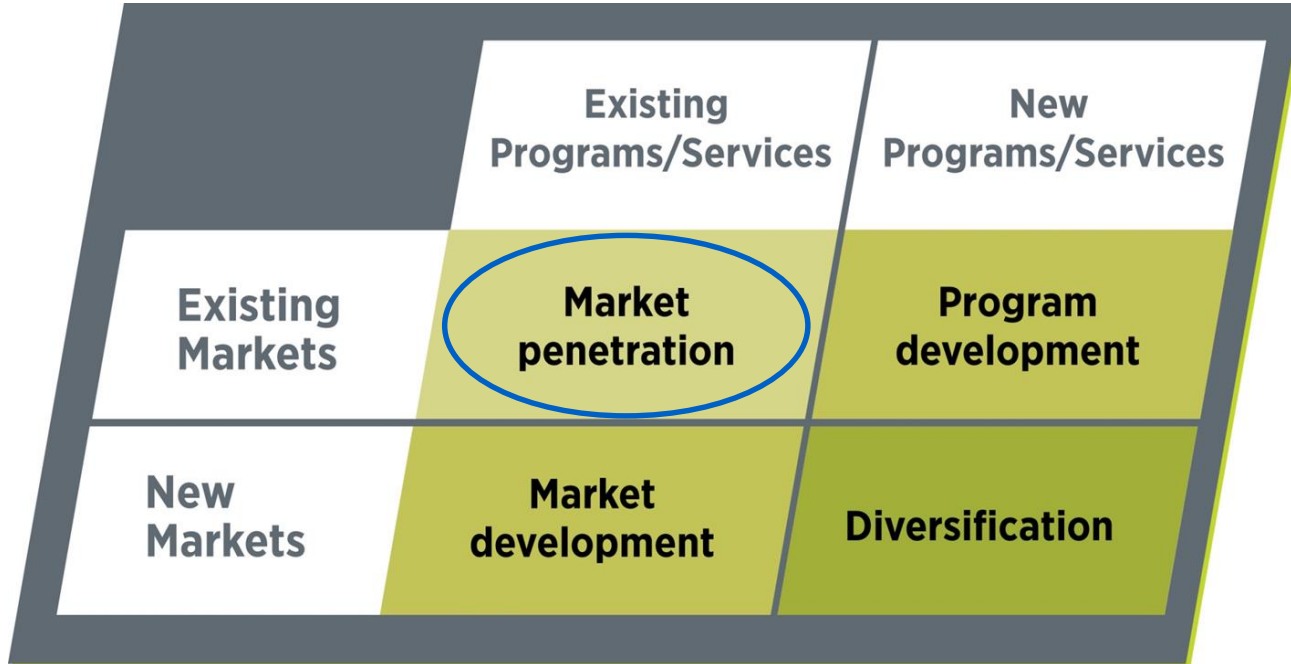 Existing
Programs/Services
New
Programs/Services
Existing
Markets
Market
penetration
Program
development
New
Markets
Market
development
Diversification